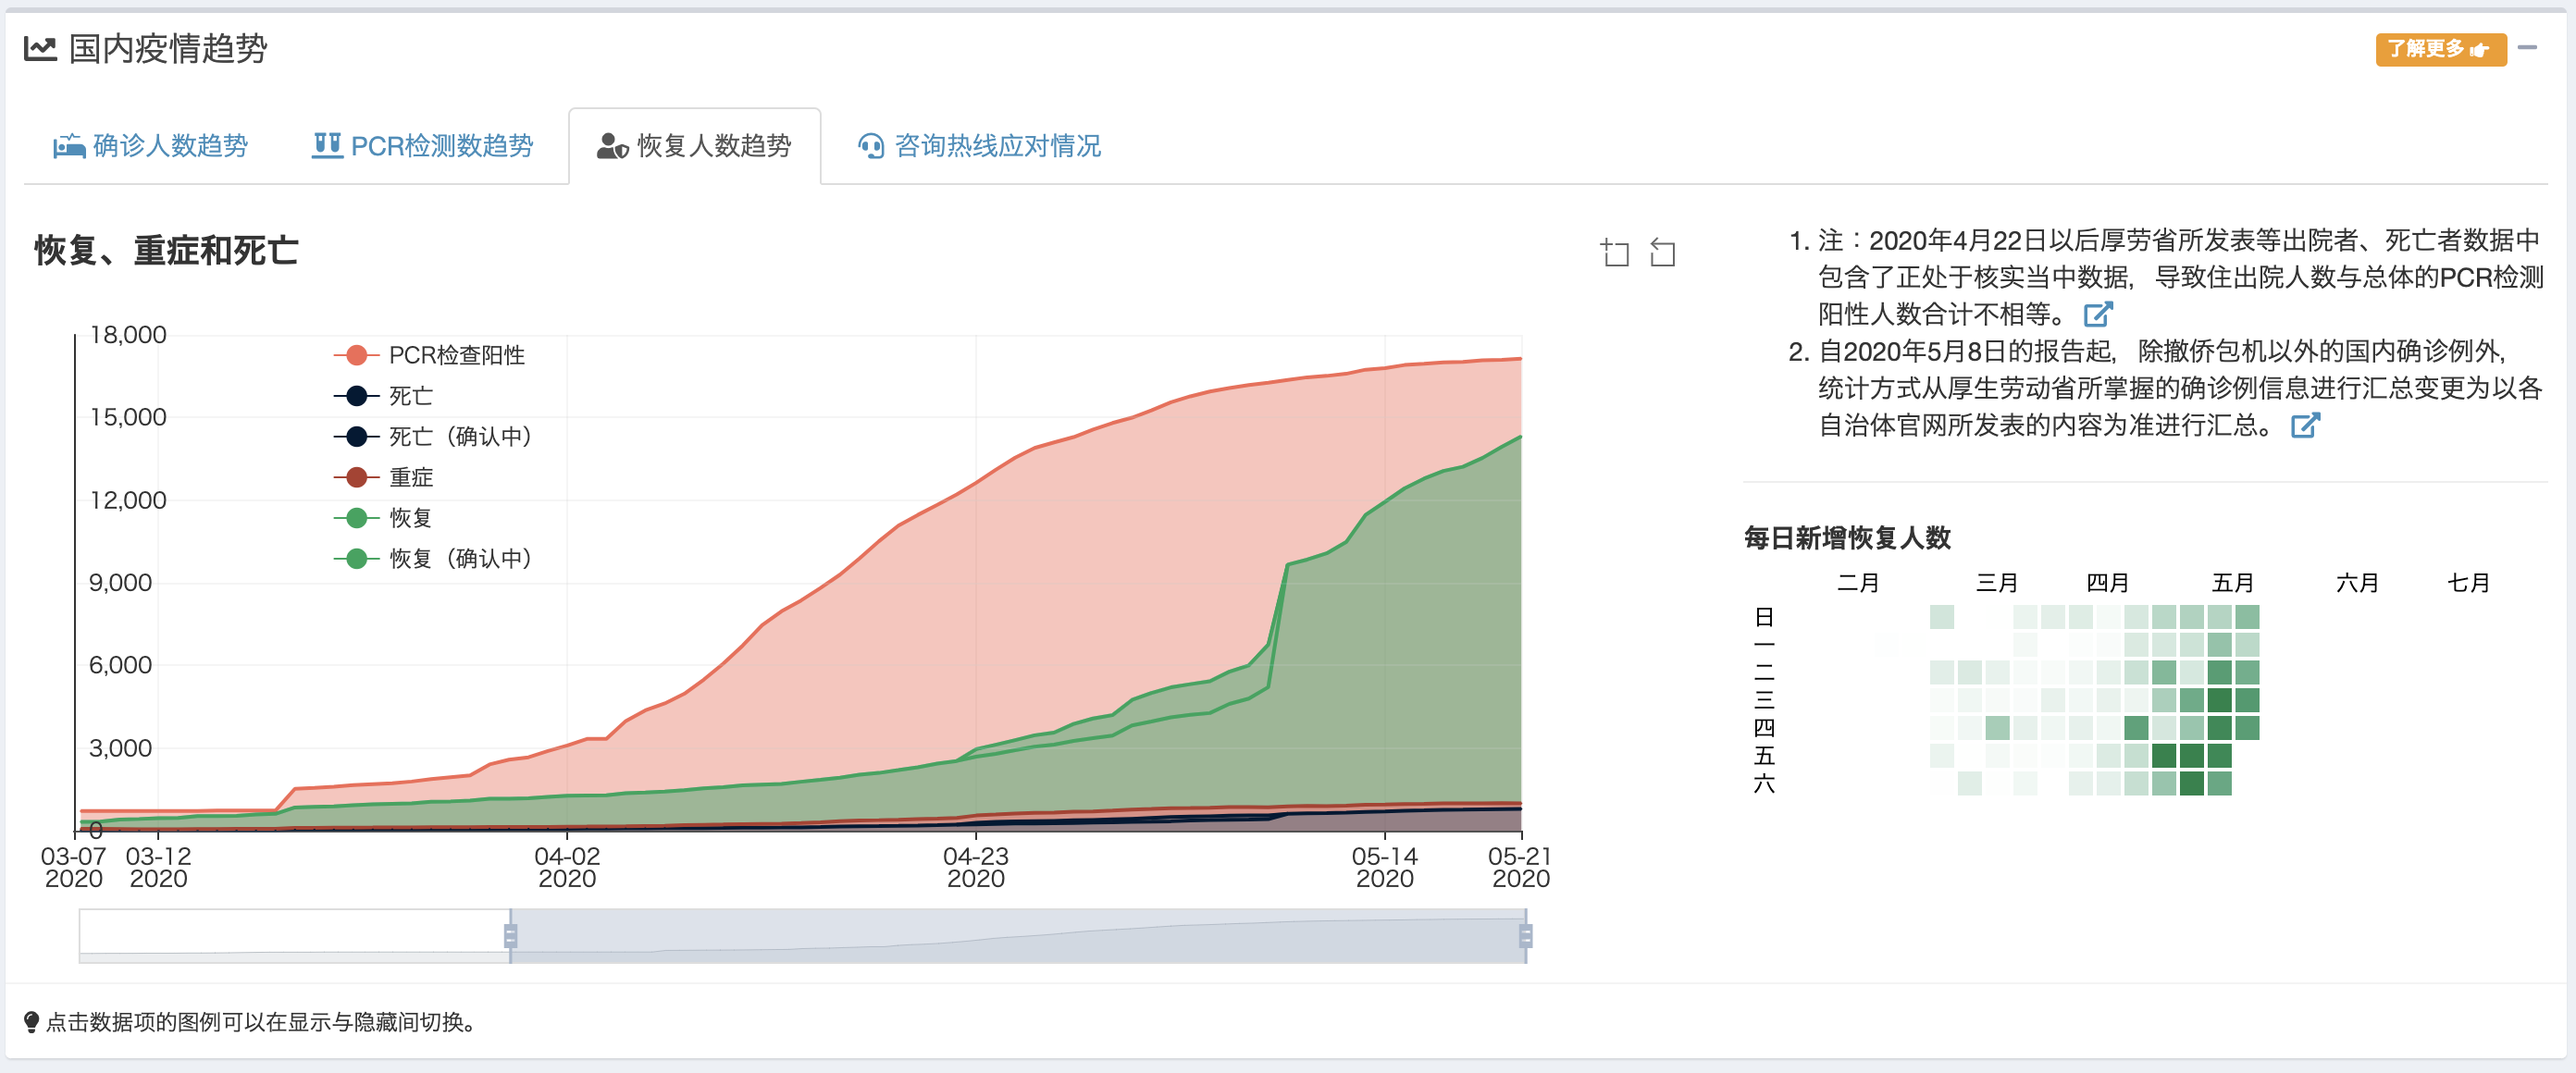 国内疫情趋势
了解更多
确诊人数趋势
PCR检测数趋势
恢复人数趋势
咨询热线应对情况
恢复、重症和死亡
18,000
15,000
12,000
9,000
6,000
3,000
0
PCR检查阳性
死亡
死亡（确认中）
重症
恢复
恢复（确认中）
03-07
2020
03-12
2020
04-02
2020
04-23
2020
05-14
2020
05-21
2020
1. 注：2020年4月22日以后厚劳省所发表等出院者、死亡者数据中
包含了正处于核实当中数据，导致住出院人数与总体的PCR检测
阳性人数合计不相等。
2. 自2020年5月8日的报告起，除撤侨包机以外的国内确诊例外，
统计方式从厚生劳动省所掌握的确诊例信息进行汇总变更为以各
自治体官网所发表的内容为准进行汇总。
每日新增恢复人数
二月 三月 四月 五月 六月 七月
日
一
二
三
四
五
六
点击数据项的图例可以在显示与隐藏间切换。